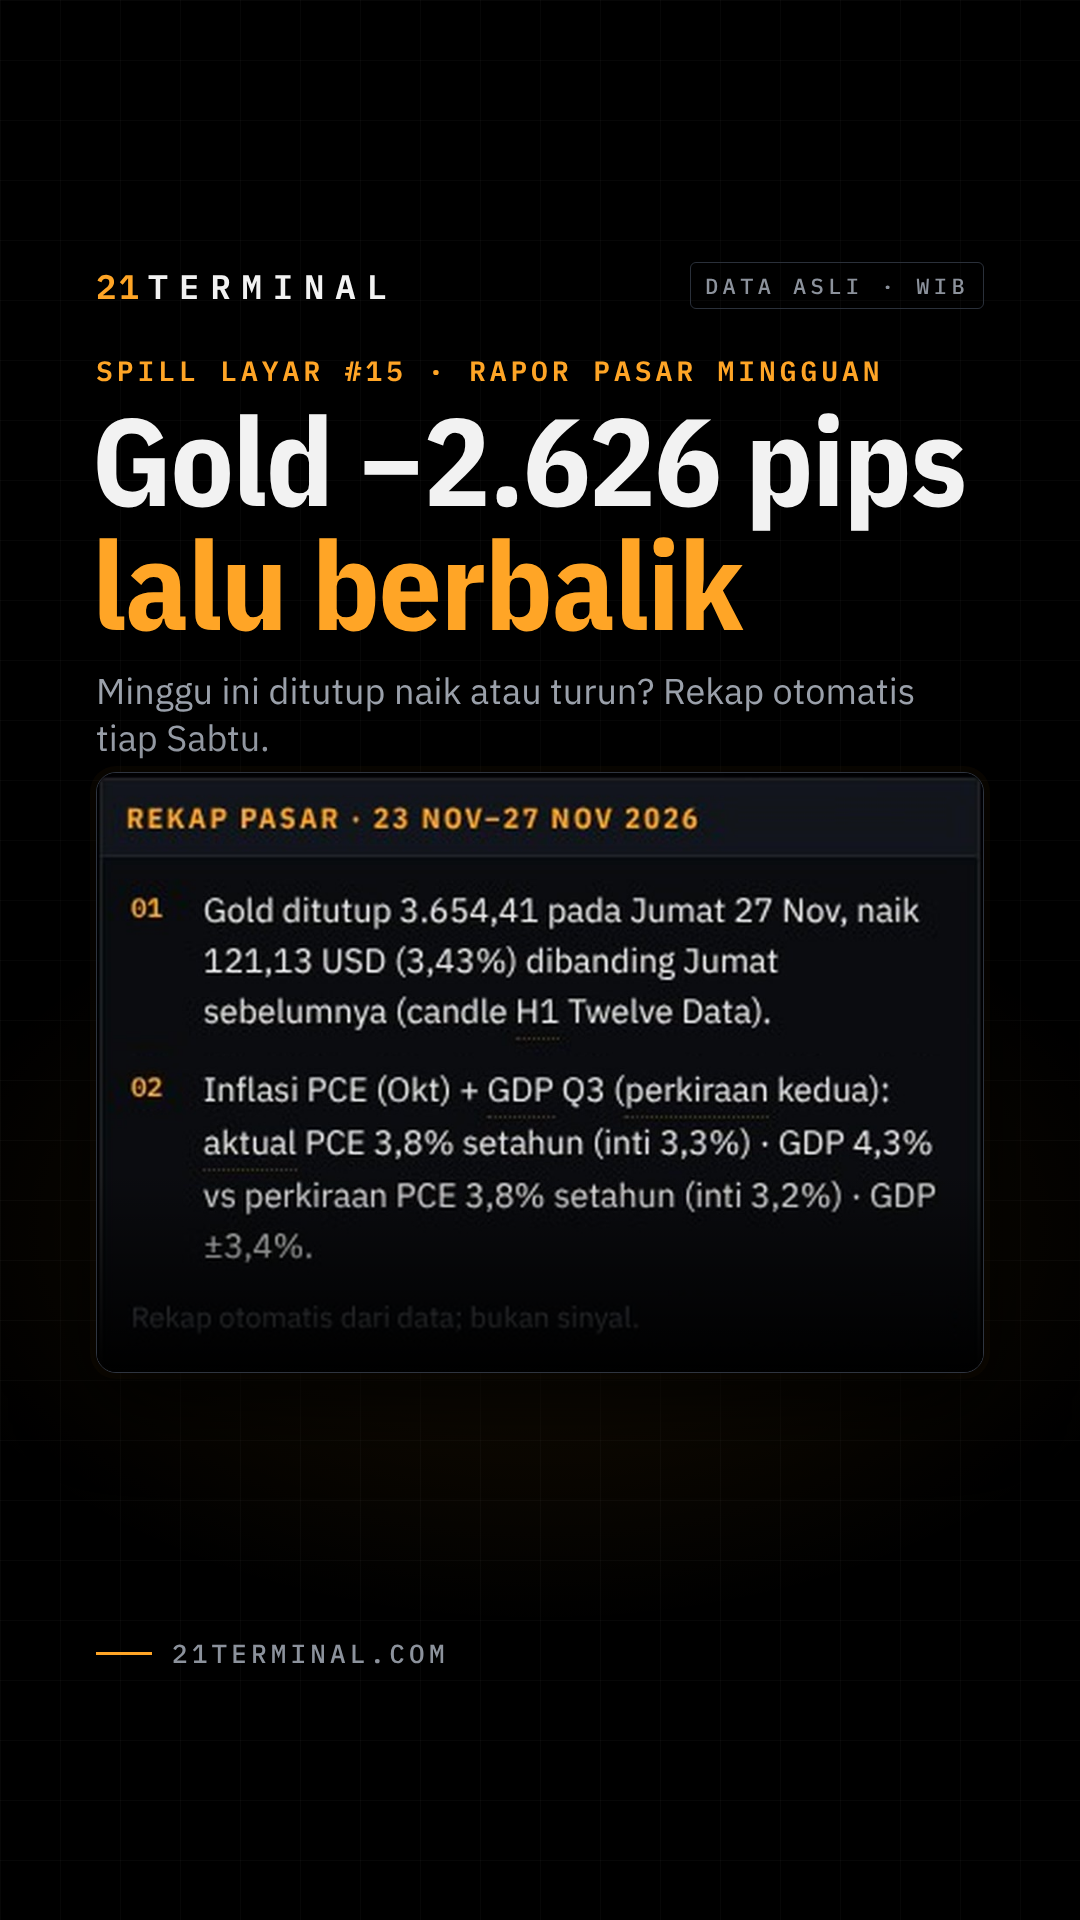 21TERMINAL
DATA ASLI · WIB
SPILL LAYAR #15 · RAPOR PASAR MINGGUAN
Gold −2.626 pips
lalu berbalik
Minggu ini ditutup naik atau turun? Rekap otomatis
tiap Sabtu.
REKAP PASAR · 23 NOV–27 NOV 2026
01 Gold ditutup 3.654,41 pada Jumat 27 Nov, naik
121,13 USD (3,43%) dibanding Jumat
sebelumnya (candle H1 Twelve Data).
02 Inflasi PCE (Okt) + GDP Q3 (perkiraan kedua):
aktual PCE 3,8% setahun (inti 3,3%) · GDP 4,3%
vs perkiraan PCE 3,8% setahun (inti 3,2%) · GDP
±3,4%.
Rekap otomatis dari data; bukan sinyal.
21TERMINAL.COM